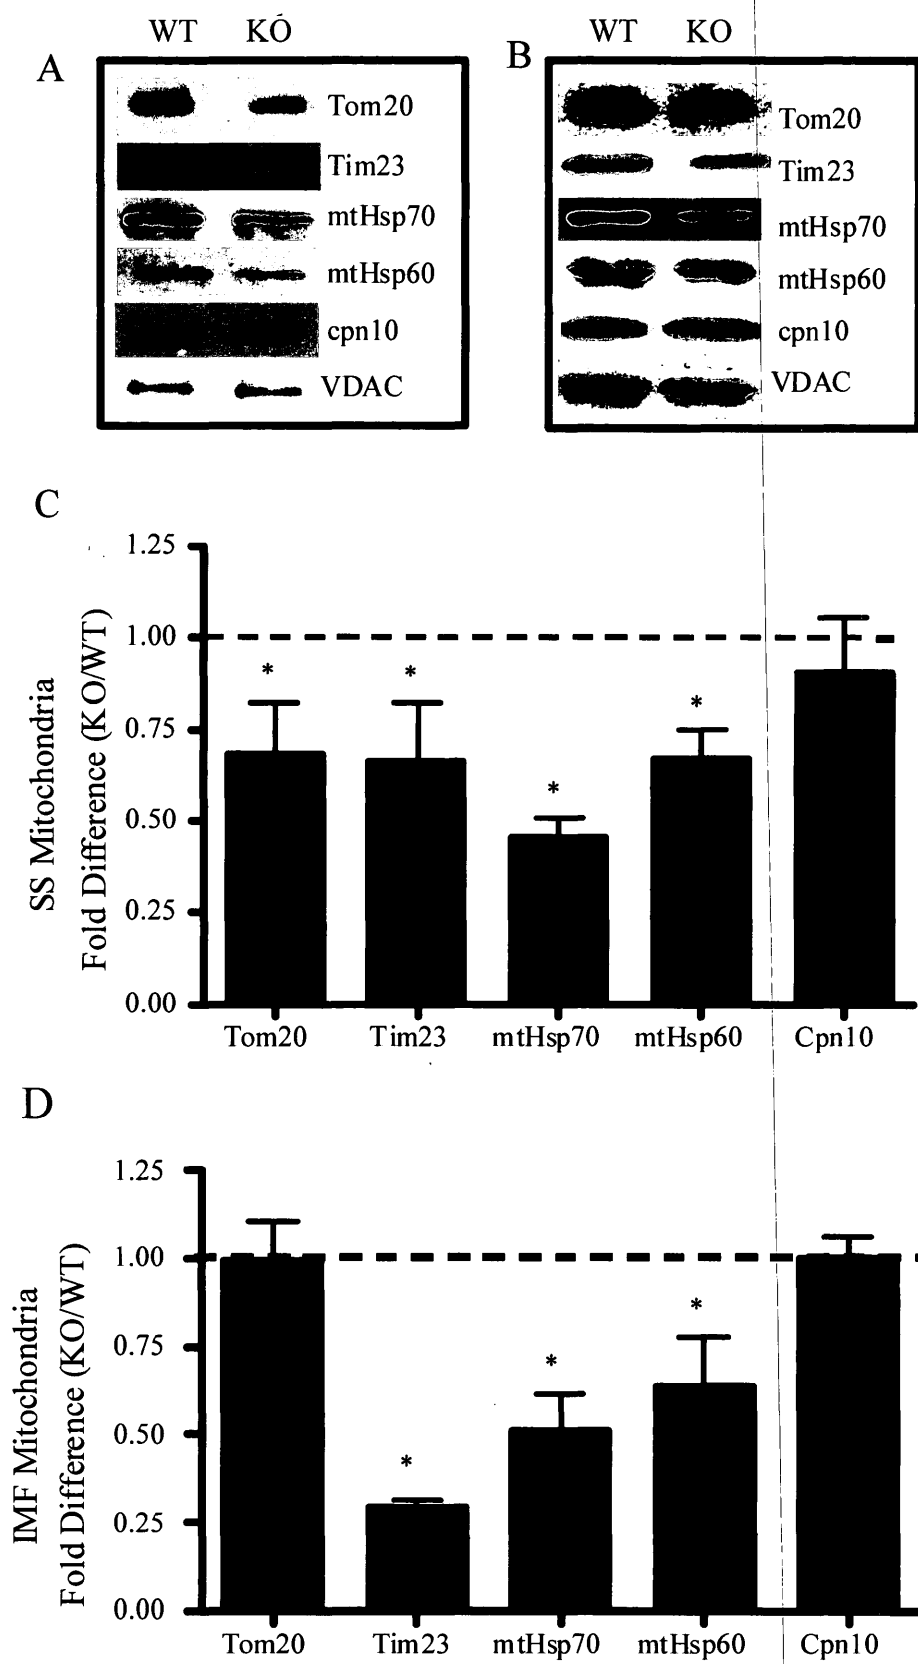 WT KO
A
Tom20
Tim23
mtHsp70
mtHsp60
cpn10
VDAC
WT KO
B
Tom20
Tim23
mtHsp70
mtHsp60
cpn10
VDAC
C
SS Mitochondria
Fold Difference (KO/WT)
1.25
1.00
0.75
0.50
0.25
0.00
* * * *
Tom20 Tim23 mtHsp70 mtHsp60 Cpn10
D
IMF Mitochondria
Fold Difference (KO/WT)
1.25
1.00
0.75
0.50
0.25
0.00
* * *
Tom20 Tim23 mtHsp70 mtHsp60 Cpn10